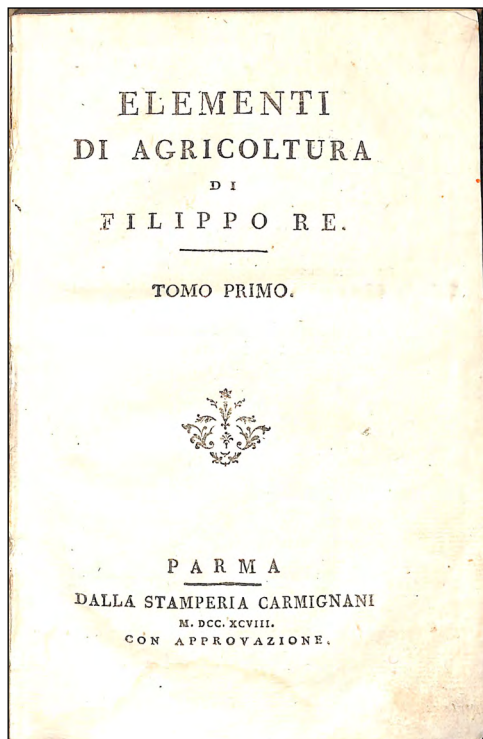 ELEMENTI
DI AGRICOLTURA
DI
FILIPPO RE.
TOMO PRIMO.
PARMA
DALLA STAMPERIA CARMIGNANI
M. DCC. XCVIII.
CON APPROVAZIONE.